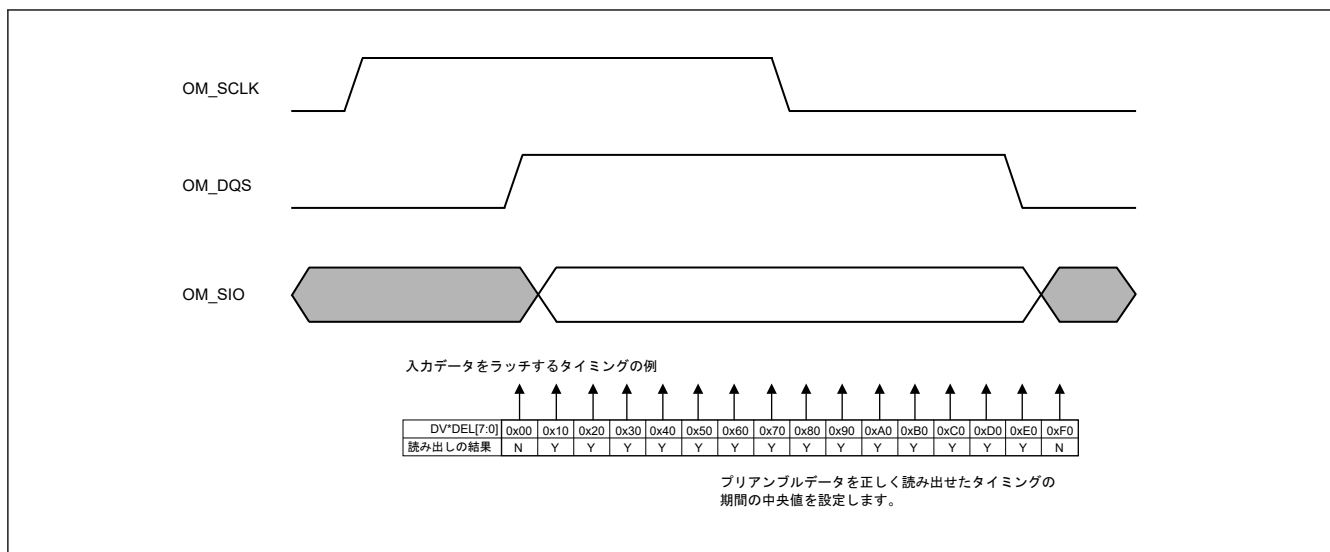 OM_SCLK
OM_DQS
OM_SIO
入力データをラッチするタイミングの例
DV*DEL[7:0] 0x00 0x10 0x20 0x30 0x40 0x50 0x60 0x70 0x80 0x90 0xA0 0xB0 0xC0 0xD0 0xE0 0xF0
読み出しの結果 N Y Y Y Y Y Y Y Y Y Y Y Y Y Y N
プリアンブルデータを正しく読み出せたタイミングの
期間の中央値を設定します。